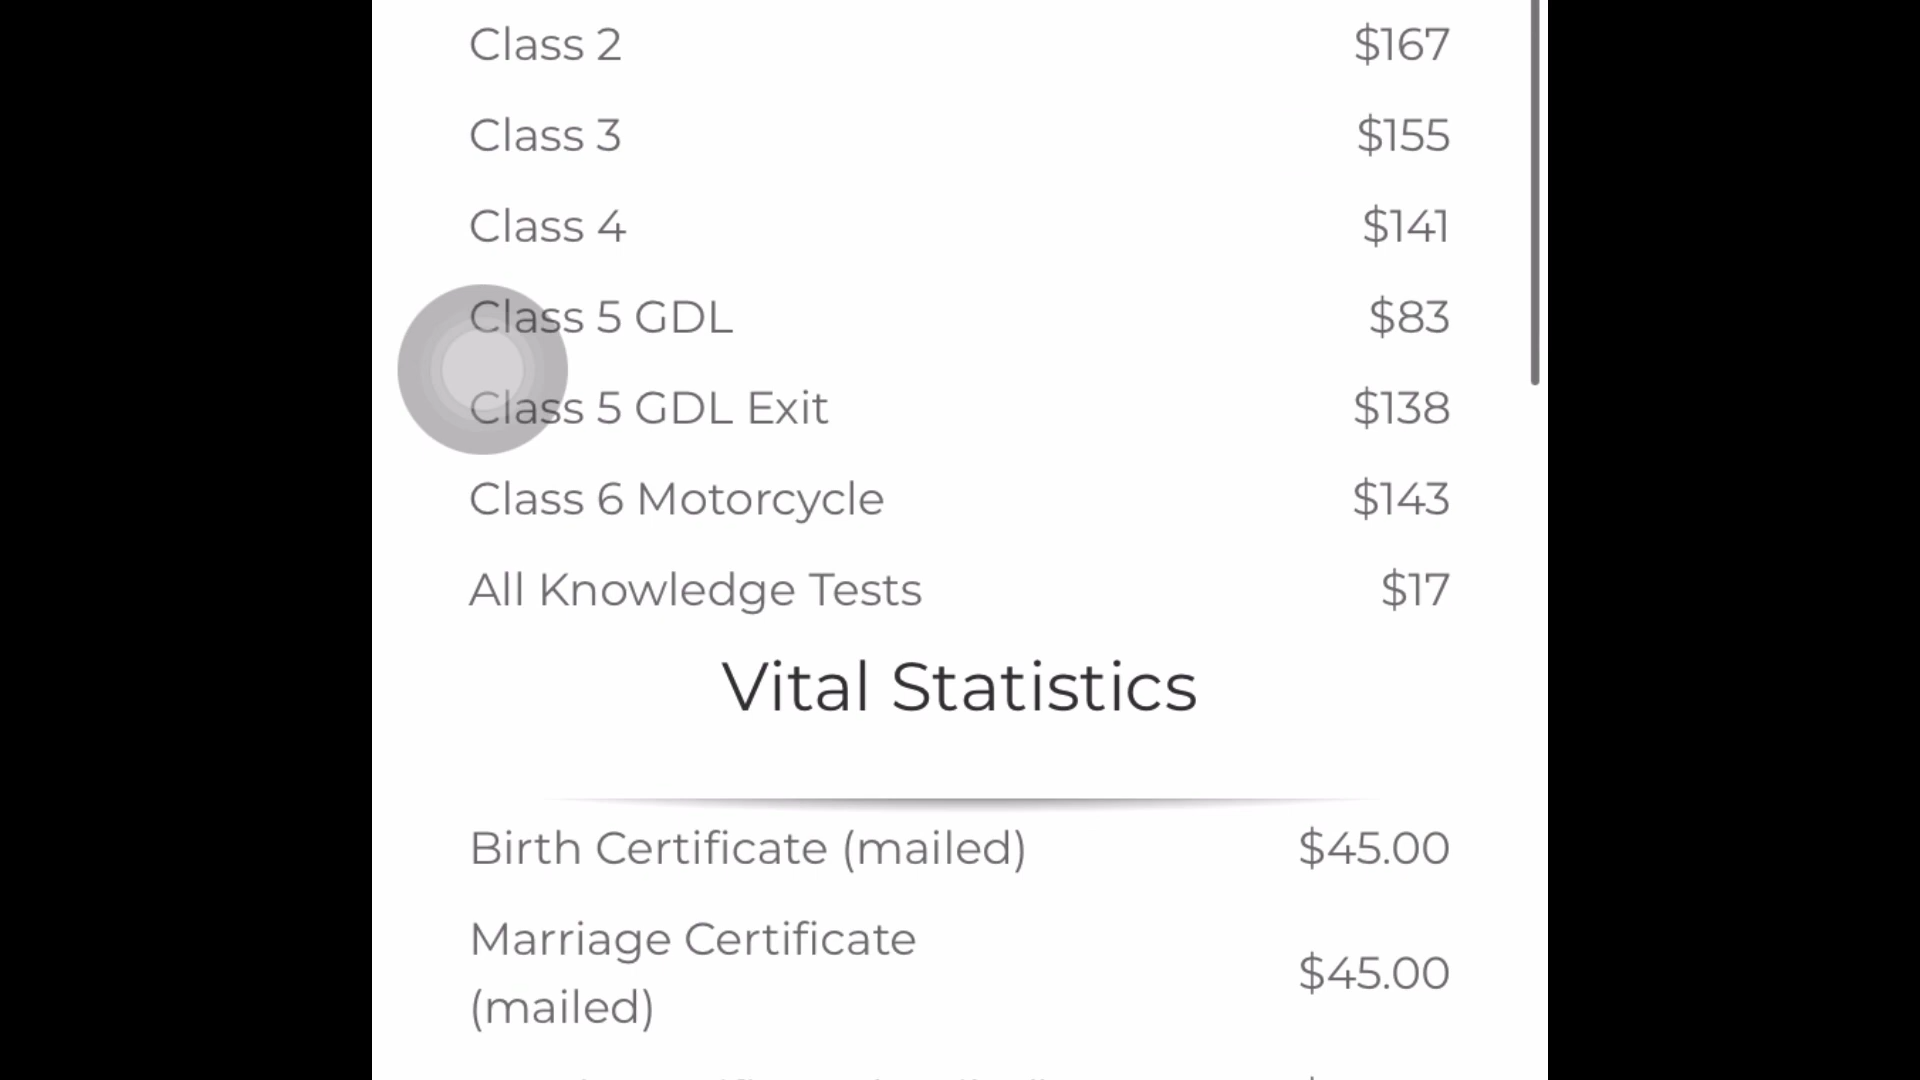 Class 2 $167
Class 3 $155
Class 4 $141
Class 5 GDL $83
Class 5 GDL Exit $138
Class 6 Motorcycle $143
All Knowledge Tests $17
Vital Statistics
Birth Certificate (mailed) $45.00
Marriage Certificate
(mailed) $45.00